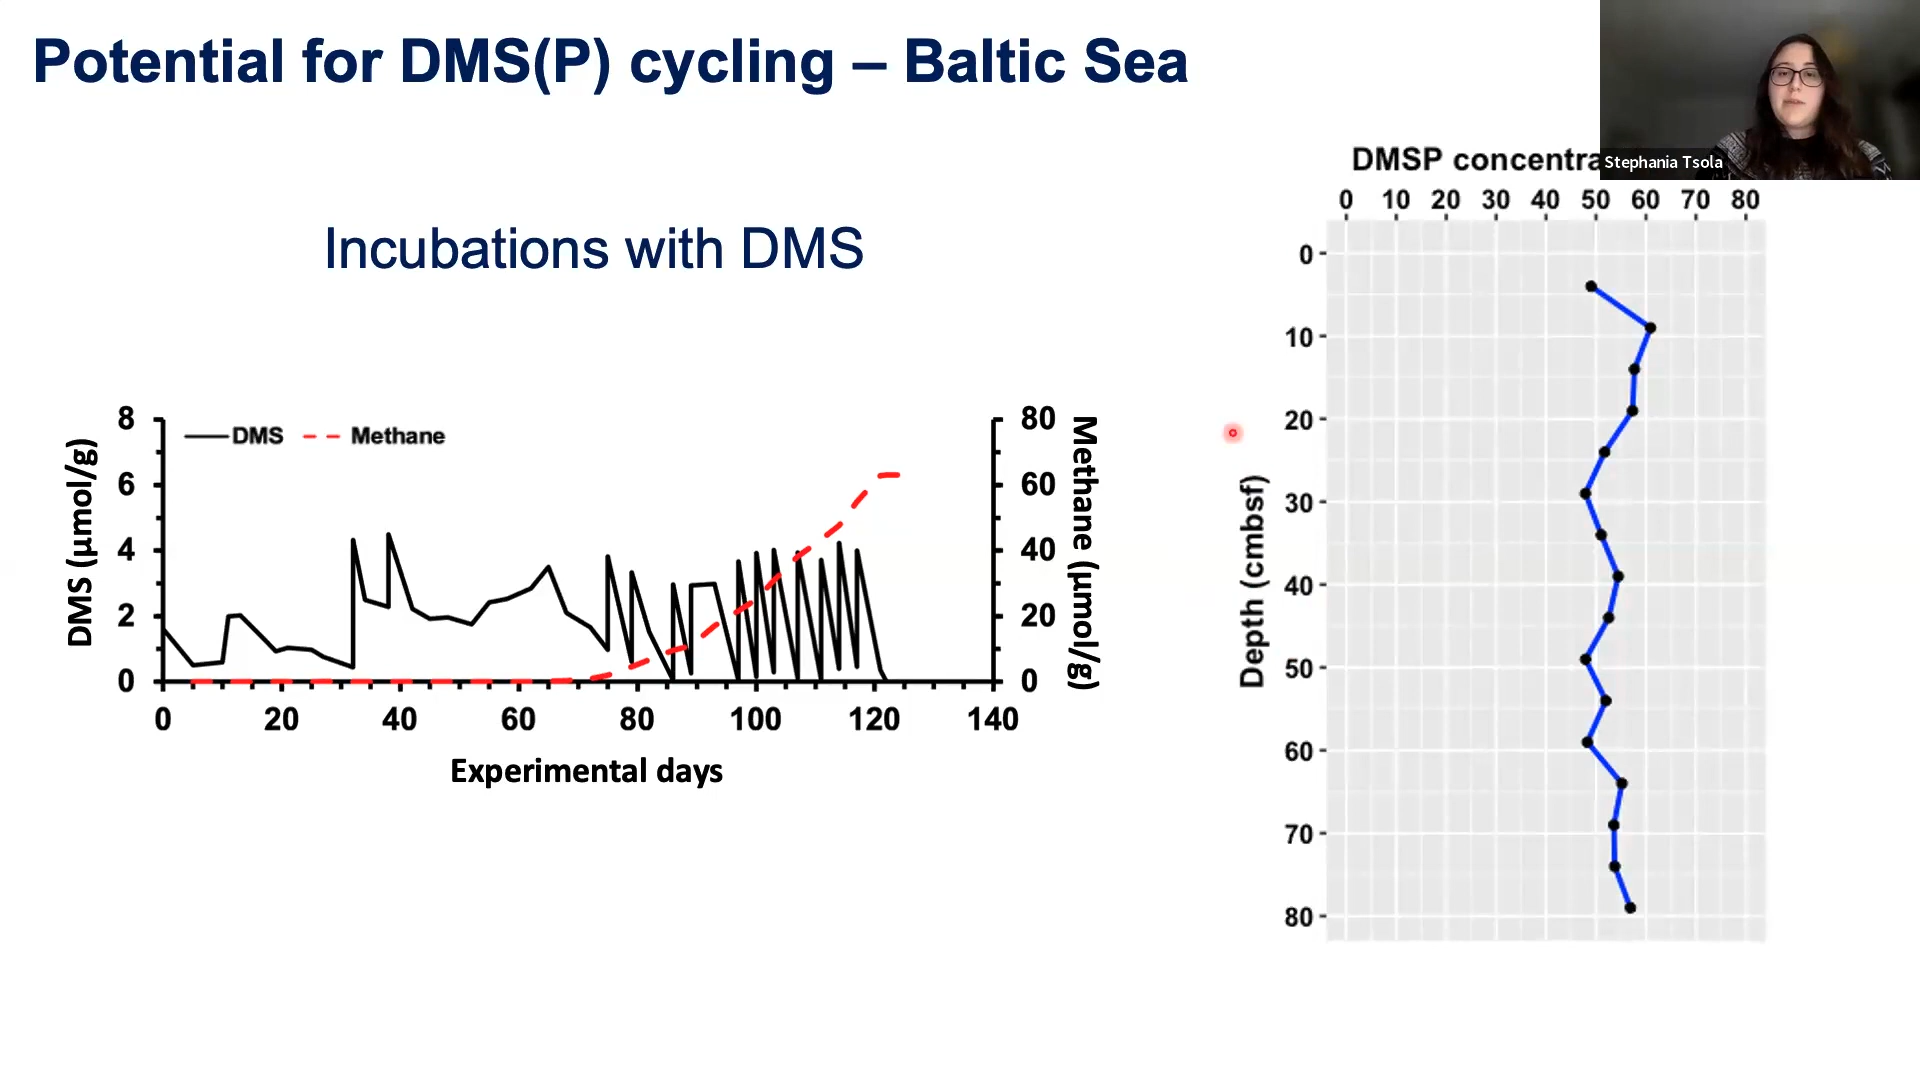 Potential for DMS(P) cycling – Baltic Sea
Stephania Tsola
Incubations with DMS
DMS Methane
DMS (µmol/g)
8
6
4
2
0
80
60
40
20
0
Methane (µmol/g)
0 20 40 60 80 100 120 140
Experimental days
DMSP concentra
0 10 20 30 40 50 60 70 80
Depth (cmbsf)
0
10
20
30
40
50
60
70
80